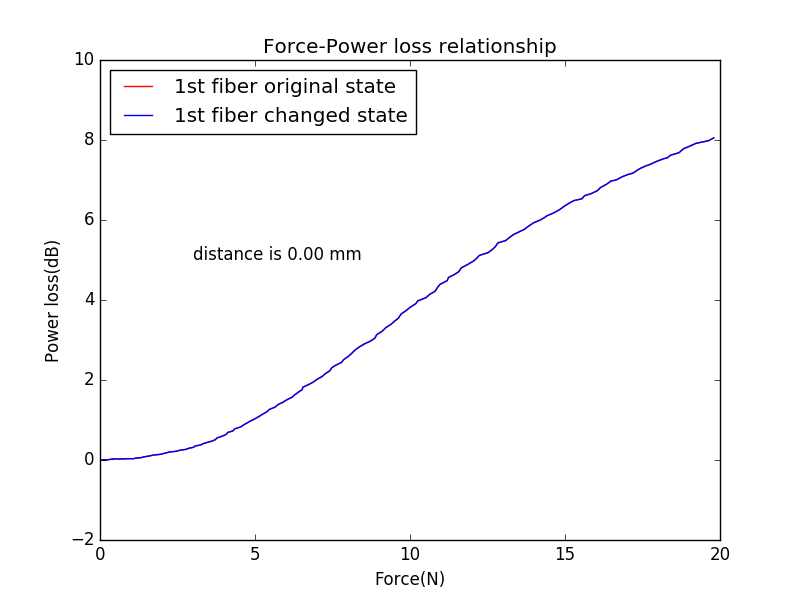 Force-Power loss relationship
1st fiber original state
1st fiber changed state
distance is 0.00 mm
Power loss(dB)
10
8
6
4
2
0
−2
0 5 10 15 20
Force(N)